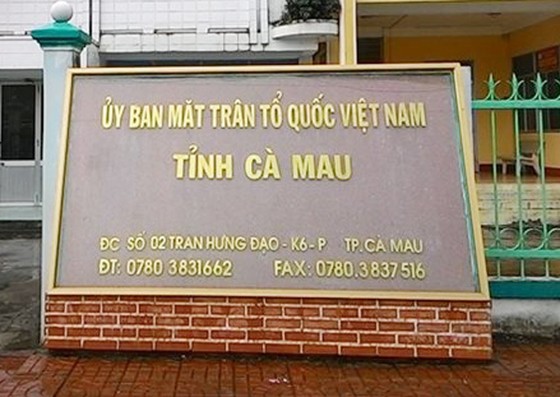 ỦY BAN MẶT TRẬN TỔ QUỐC VIỆT NAM
TỈNH CÀ MAU
ĐC SỐ 02 TRAN HƯNG ĐẠO - K6 - P TP.CÀ MAU
ĐT: 0780 3831662 FAX: 0780.3837516